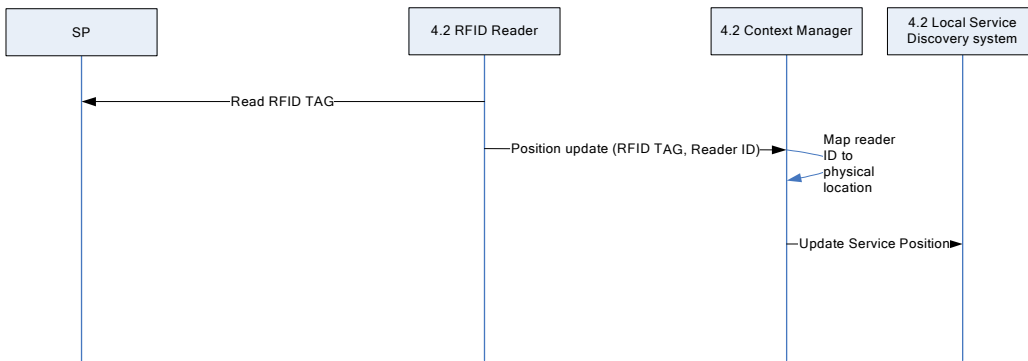 SP
4.2 RFID Reader
4.2 Context Manager
4.2 Local Service
Discovery system
Read RFID TAG
Position update (RFID TAG, Reader ID)
Map reader
ID to
physical
location
Update Service Position